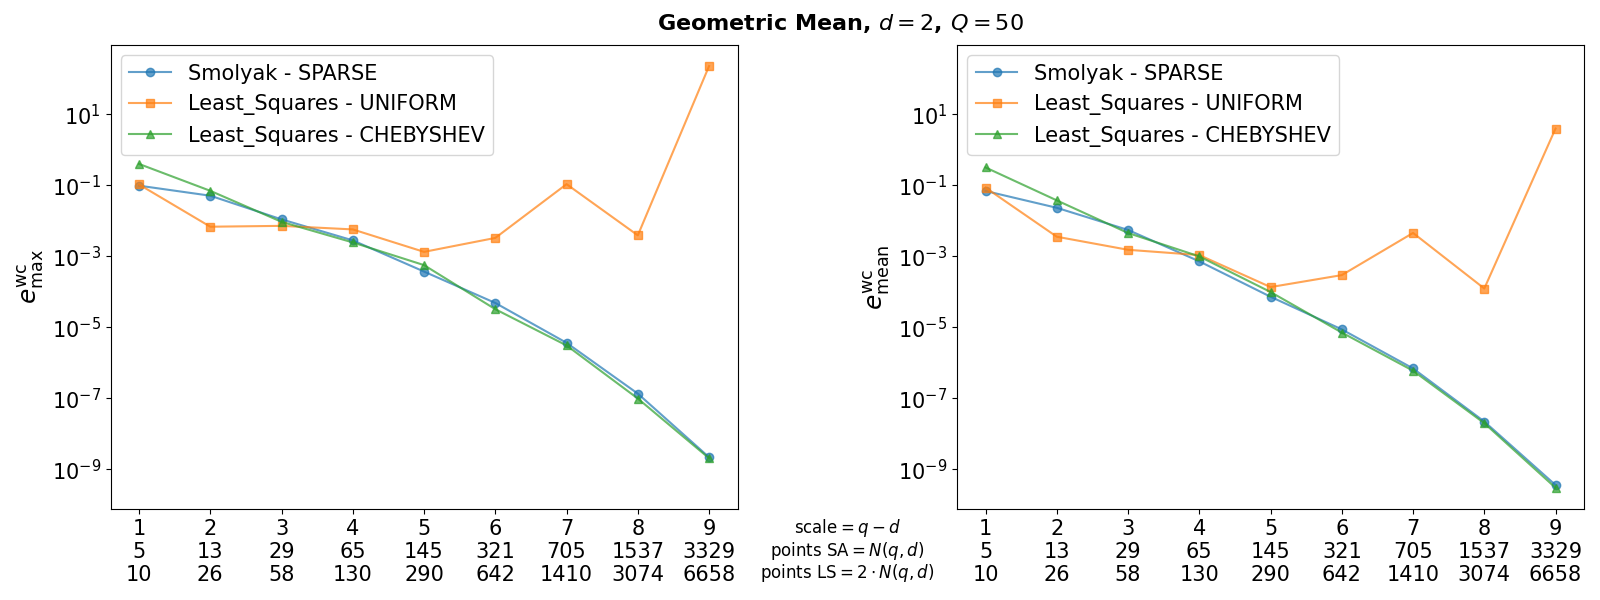 Geometric Mean, d = 2, Q = 50
Smolyak - SPARSE
Least_Squares - UNIFORM
Least_Squares - CHEBYSHEV
10¹
10⁻¹
10⁻³
10⁻⁵
10⁻⁷
10⁻⁹
e^wc_max
1 2 3 4 5 6 7 8 9
5 13 29 65 145 321 705 1537 3329
10 26 58 130 290 642 1410 3074 6658
scale = q − d
points SA = N(q, d)
points LS = 2 · N(q, d)
Smolyak - SPARSE
Least_Squares - UNIFORM
Least_Squares - CHEBYSHEV
10¹
10⁻¹
10⁻³
10⁻⁵
10⁻⁷
10⁻⁹
e^wc_mean
1 2 3 4 5 6 7 8 9
5 13 29 65 145 321 705 1537 3329
10 26 58 130 290 642 1410 3074 6658